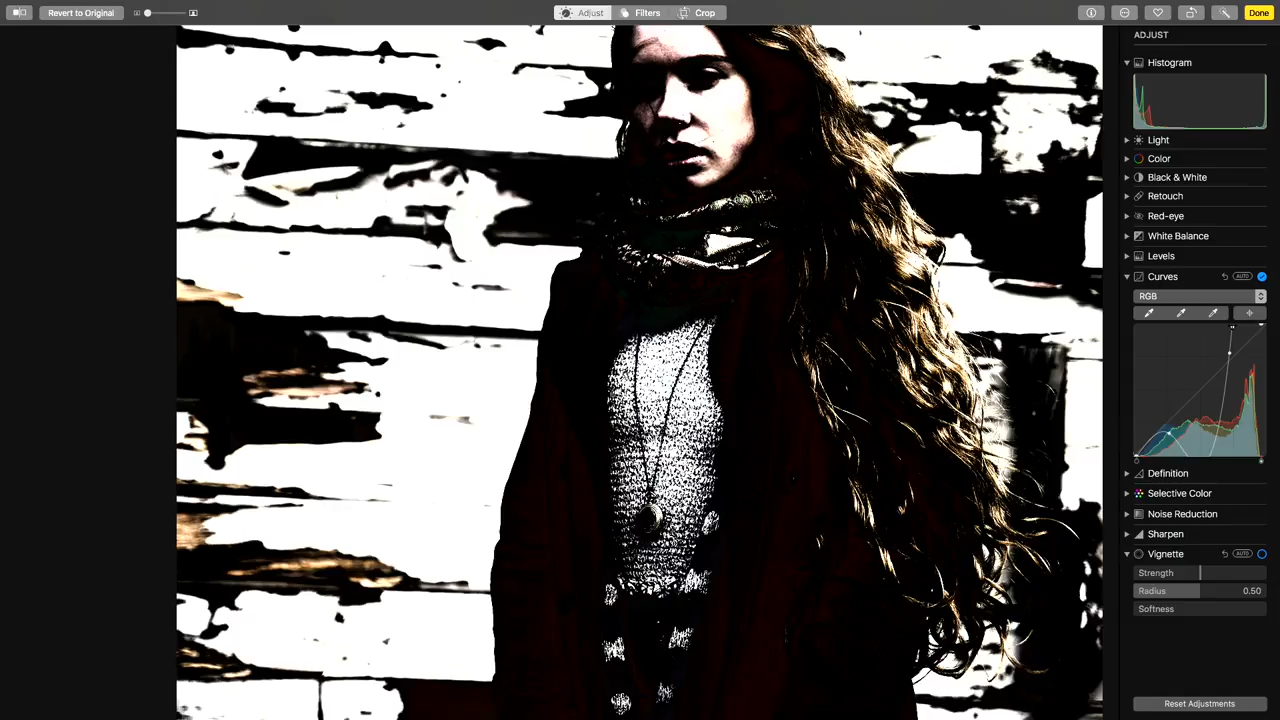 Revert to Original
Adjust
Filters
Crop
Done
ADJUST
Histogram
Light
Color
Black & White
Retouch
Red-eye
White Balance
Levels
Curves
AUTO
RGB
Definition
Selective Color
Noise Reduction
Sharpen
Vignette
AUTO
Strength
Radius 0.50
Softness
Reset Adjustments